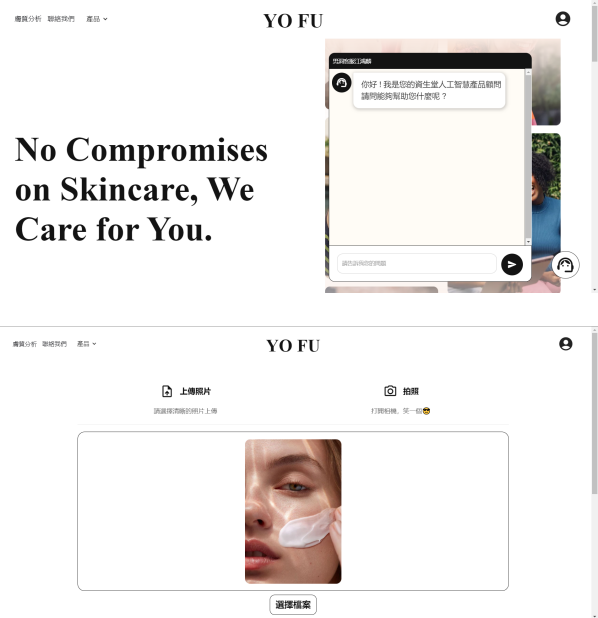 膚質分析 聯絡我們 產品
YO FU
你好！我是您的資生堂人工智慧產品顧問
請問能夠幫助您什麼呢？
No Compromises
on Skincare, We
Care for You.
膚質分析 聯絡我們 產品
YO FU
上傳照片
拍照
請選擇清晰的照片上傳
打開相機、笑一個😎
選擇檔案